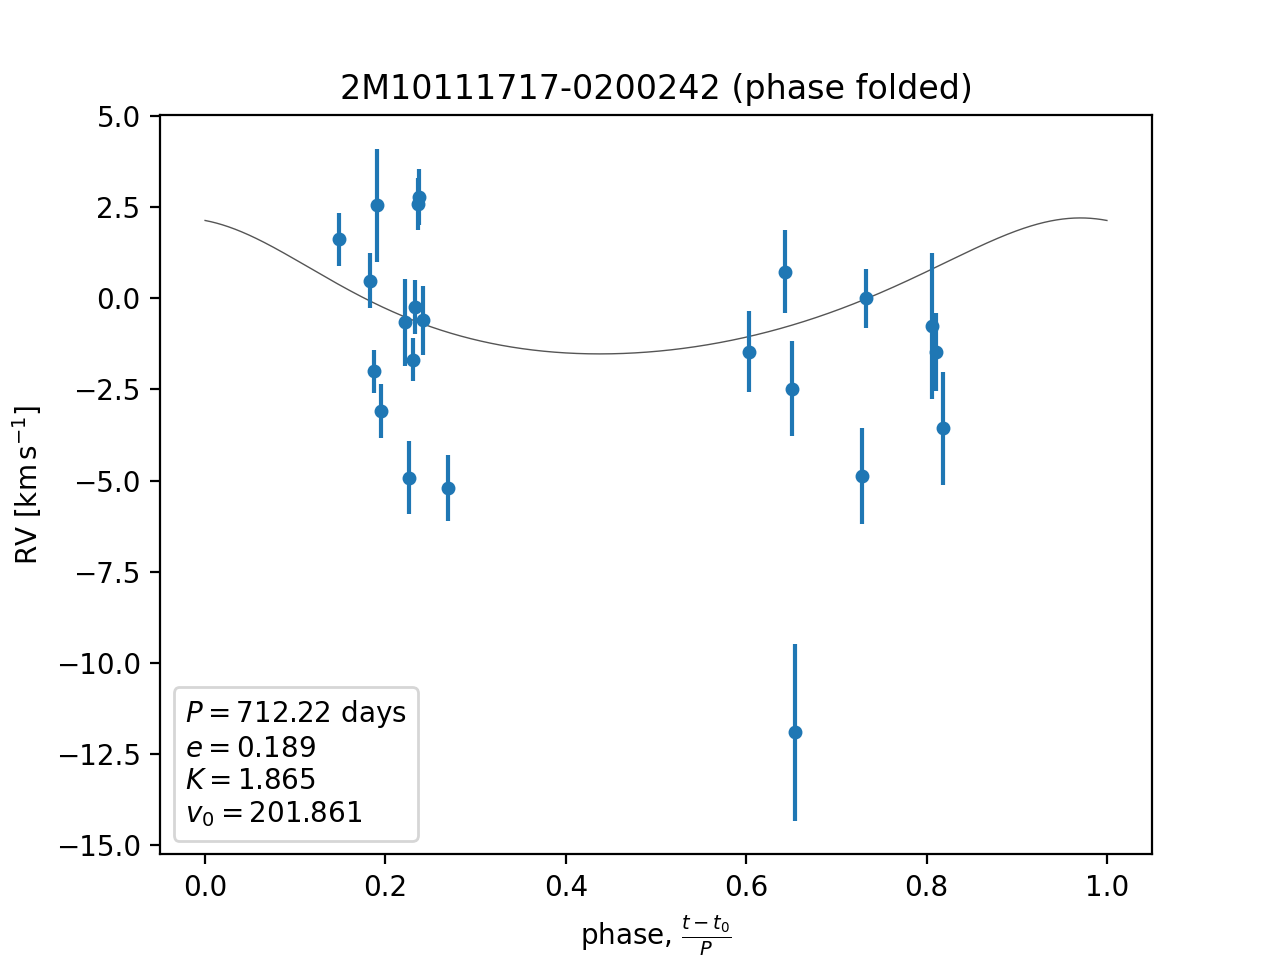 2M10111717-0200242 (phase folded)
5.0
2.5
0.0
−2.5
−5.0
−7.5
−10.0
−12.5
−15.0
RV [km s⁻¹]
P = 712.22 days
e = 0.189
K = 1.865
v₀ = 201.861
0.0 0.2 0.4 0.6 0.8 1.0
phase, (t − t₀)/P